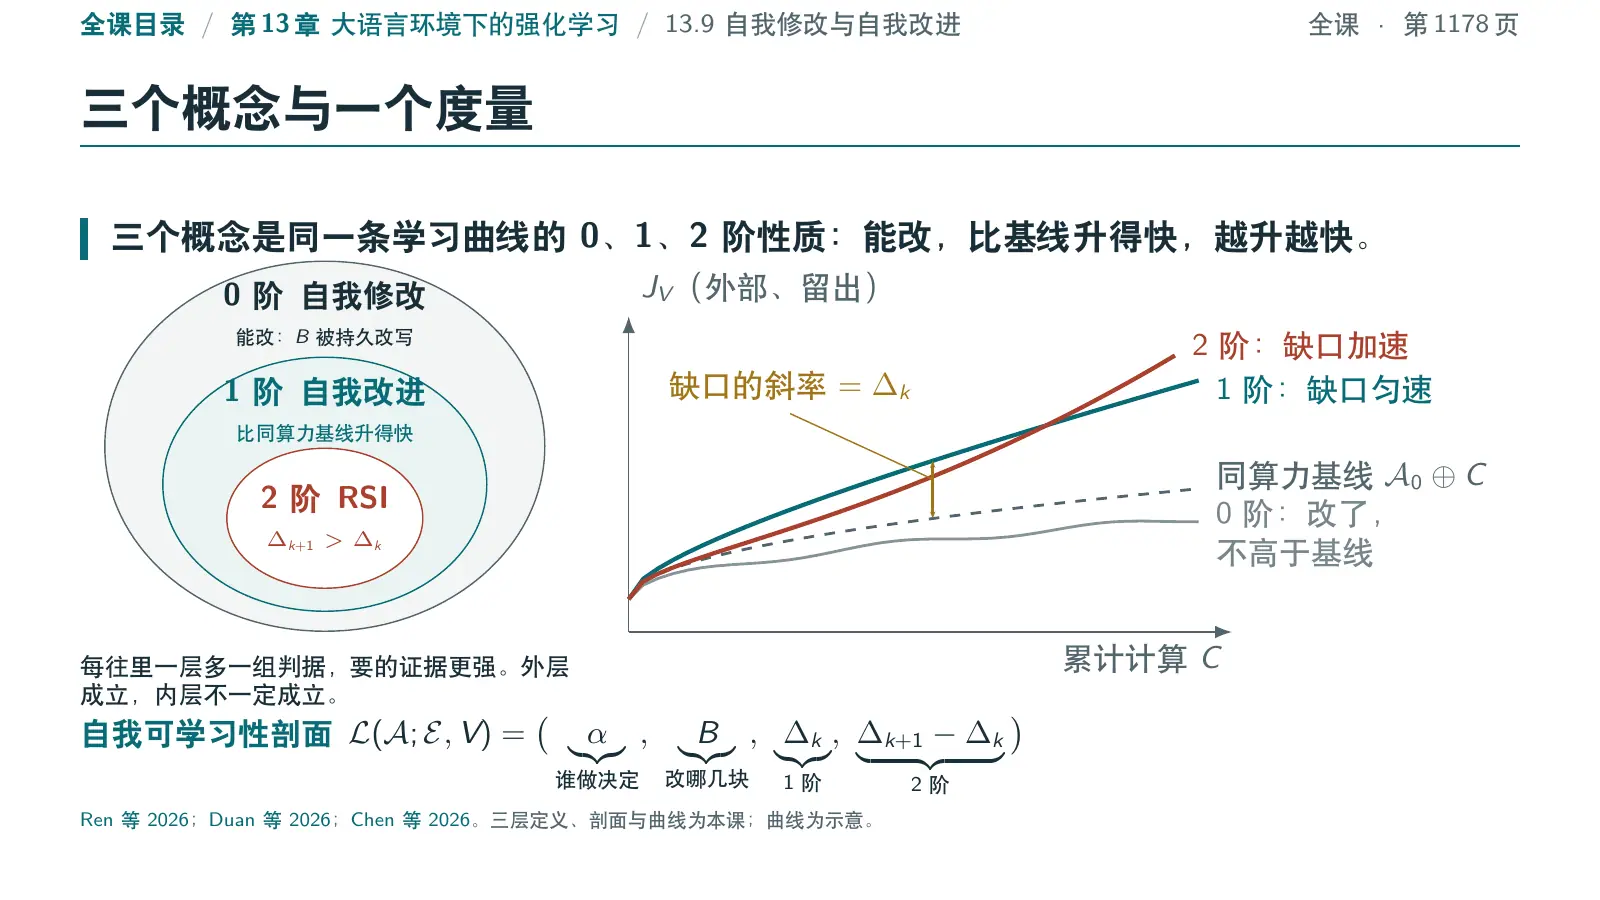 全课目录 / 第13章 大语言环境下的强化学习 / 13.9 自我修改与自我改进
全课 · 第1178页
三个概念与一个度量
三个概念是同一条学习曲线的 0、1、2 阶性质：能改，比基线升得快，越升越快。
0 阶 自我修改
能改：B 被持久改写
1 阶 自我改进
比同算力基线升得快
2 阶 RSI
Δₖ₊₁ > Δₖ
每往里一层多一组判据，要的证据更强。外层
成立，内层不一定成立。
J_V（外部、留出）
缺口的斜率 = Δₖ
2 阶：缺口加速
1 阶：缺口匀速
同算力基线 𝒜₀ ⊕ C
0 阶：改了，
不高于基线
累计计算 C
自我可学习性剖面 ℒ(𝒜; ℰ, V) = ( α , B , Δₖ , Δₖ₊₁ − Δₖ )
谁做决定 改哪几块 1 阶 2 阶
Ren 等 2026；Duan 等 2026；Chen 等 2026。三层定义、剖面与曲线为本课；曲线为示意。